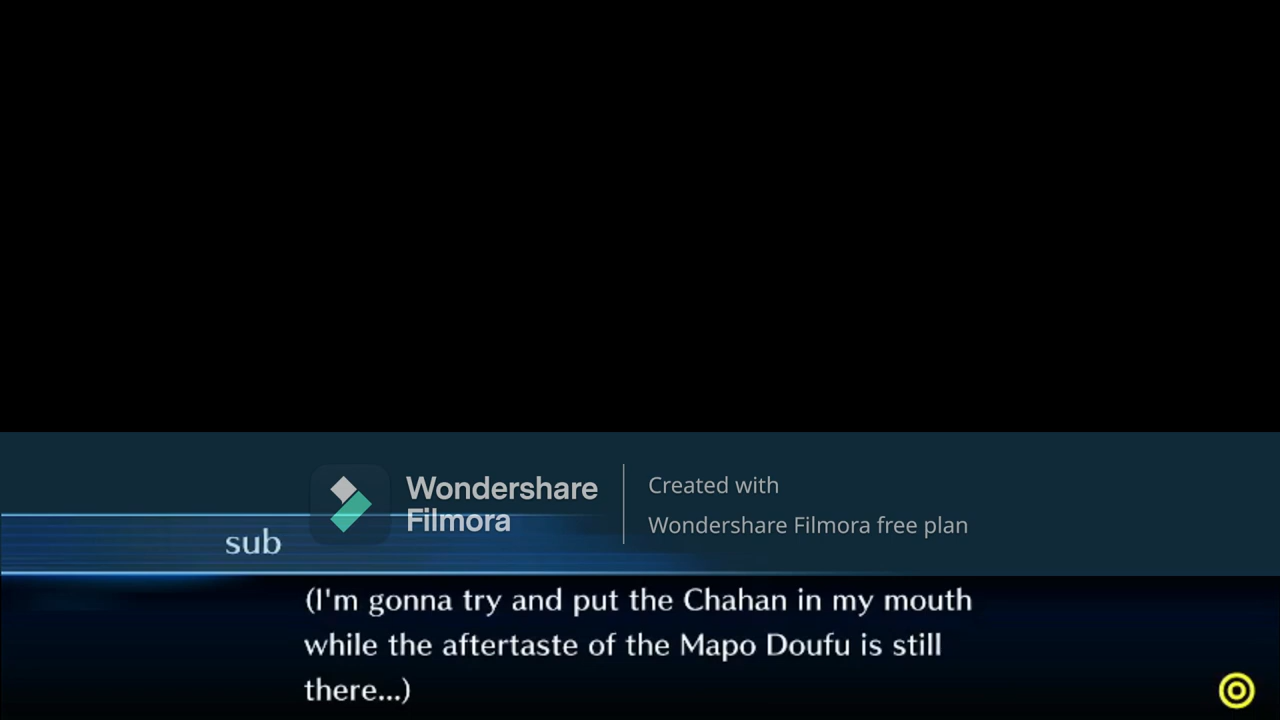 Wondershare
Filmora
Created with
Wondershare Filmora free plan
sub
(I'm gonna try and put the Chahan in my mouth
while the aftertaste of the Mapo Doufu is still
there...)